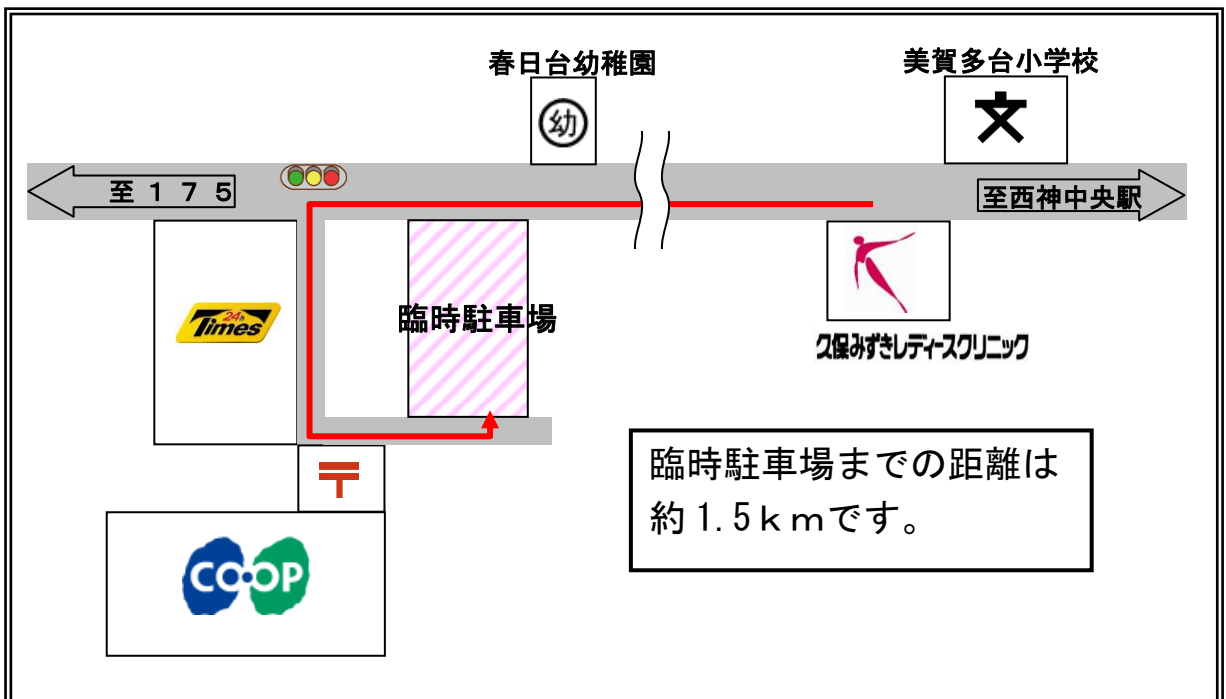 春日台幼稚園
美賀多台小学校
幼
文
至175
至西神中央駅
24h
Times
臨時駐車場
久保みずきレディースクリニック
〒
臨時駐車場までの距離は
約1.5kmです。
CO・OP